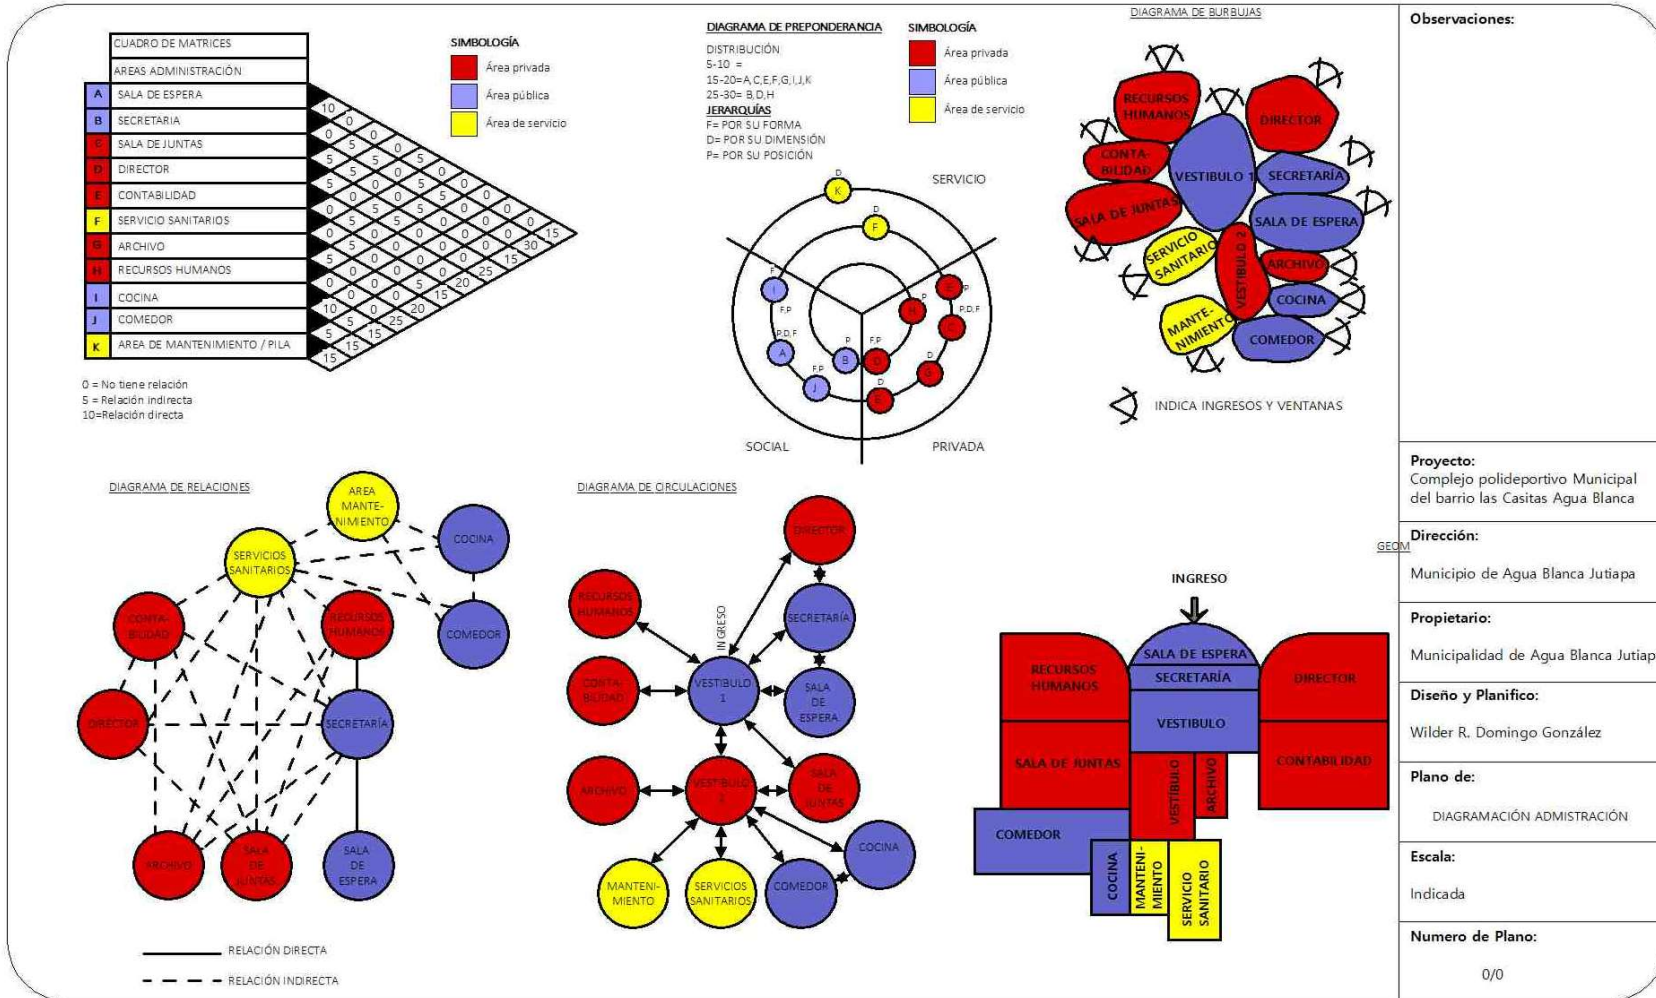 CUADRO DE MATRICES
AREAS ADMINISTRACIÓN
A SALA DE ESPERA
B SECRETARIA
C SALA DE JUNTAS
D DIRECTOR
E CONTABILIDAD
F SERVICIO SANITARIOS
G ARCHIVO
H RECURSOS HUMANOS
I COCINA
J COMEDOR
K AREA DE MANTENIMIENTO / PILA
0 = No tiene relación
5 = Relación indirecta
10=Relación directa
SIMBOLOGÍA
Área privada
Área pública
Área de servicio
DIAGRAMA DE PREPONDERANCIA
DISTRIBUCIÓN
5-10 =
15-20=A,C,E,F,G,I,J,K
25-30= B,D,H
JERARQUÍAS
F= POR SU FORMA
D= POR SU DIMENSIÓN
P= POR SU POSICIÓN
SIMBOLOGÍA
Área privada
Área pública
Área de servicio
SERVICIO
D
K
D
F
F
I
F,P
P,D,F
A
F,P
J
P
B
F,P
D
P
H
P
P,D,F
D
G
D
SOCIAL
PRIVADA
DIAGRAMA DE BURBUJAS
RECURSOS
HUMANOS
DIRECTOR
CONTA-
BILIDAD
VESTIBULO 1
SECRETARÍA
SALA DE JUNTAS
SALA DE ESPERA
SERVICIO
SANITARIO
VESTIBULO 2
ARCHIVO
COCINA
MANTE-
NIMIENTO
COMEDOR
INDICA INGRESOS Y VENTANAS
DIAGRAMA DE RELACIONES
AREA
MANTE-
NIMIENTO
COCINA
SERVICIOS
SANITARIOS
CONTA-
BILIDAD
RECURSOS
HUMANOS
COMEDOR
DIRECTOR
SECRETARÍA
ARCHIVO
SALA
DE
JUNTAS
SALA
DE
ESPERA
RELACIÓN DIRECTA
RELACIÓN INDIRECTA
DIAGRAMA DE CIRCULACIONES
DIRECTOR
RECURSOS
HUMANOS
INGRESO
SECRETARÍA
CONTA-
BILIDAD
VESTIBULO
1
SALA
DE
ESPERA
ARCHIVO
VESTIBULO
2
SALA
DE
JUNTAS
COCINA
MANTENI-
MIENTO
SERVICIOS
SANITARIOS
COMEDOR
GEOM
INGRESO
SALA DE ESPERA
RECURSOS
HUMANOS
SECRETARÍA
DIRECTOR
VESTIBULO
SALA DE JUNTAS
VESTÍBULO
ARCHIVO
CONTABILIDAD
COMEDOR
COCINA
MANTENI-
MIENTO
SERVICIO
SANITARIO
Observaciones:
Proyecto:
Complejo polideportivo Municipal
del barrio las Casitas Agua Blanca
Dirección:
Municipio de Agua Blanca Jutiapa
Propietario:
Municipalidad de Agua Blanca Jutiap
Diseño y Planifico:
Wilder R. Domingo González
Plano de:
DIAGRAMACIÓN ADMISTRACIÓN
Escala:
Indicada
Numero de Plano:
0/0